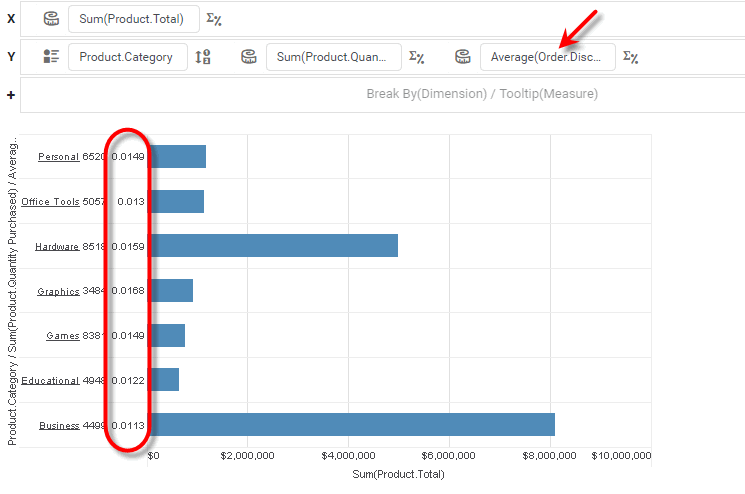 X Sum(Product.Total) Σ%
Y Product.Category Sum(Product.Quan... Σ% Average(Order.Disc... Σ%
+ Break By(Dimension) / Tooltip(Measure)
Product.Category / Sum(Product.Quantity Purchased) / Averag..
Personal 6520 0.0149
Office Tools 5057 0.013
Hardware 8518 0.0159
Graphics 3484 0.0168
Games 8381 0.0149
Educational 4948 0.0122
Business 4499 0.0113
$0 $2,000,000 $4,000,000 $6,000,000 $8,000,000 $10,000,000
Sum(Product.Total)